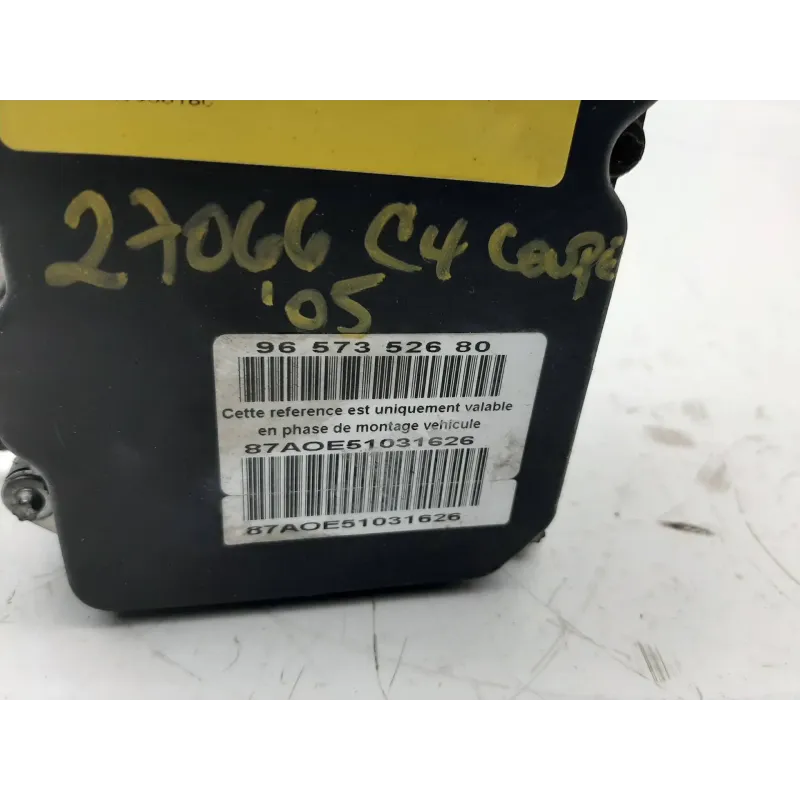 27066 C4 Coupé
'05
96 573 526 80
Cette reference est uniquement valable
en phase de montage vehicule
87AOE51031626
87AOE51031626